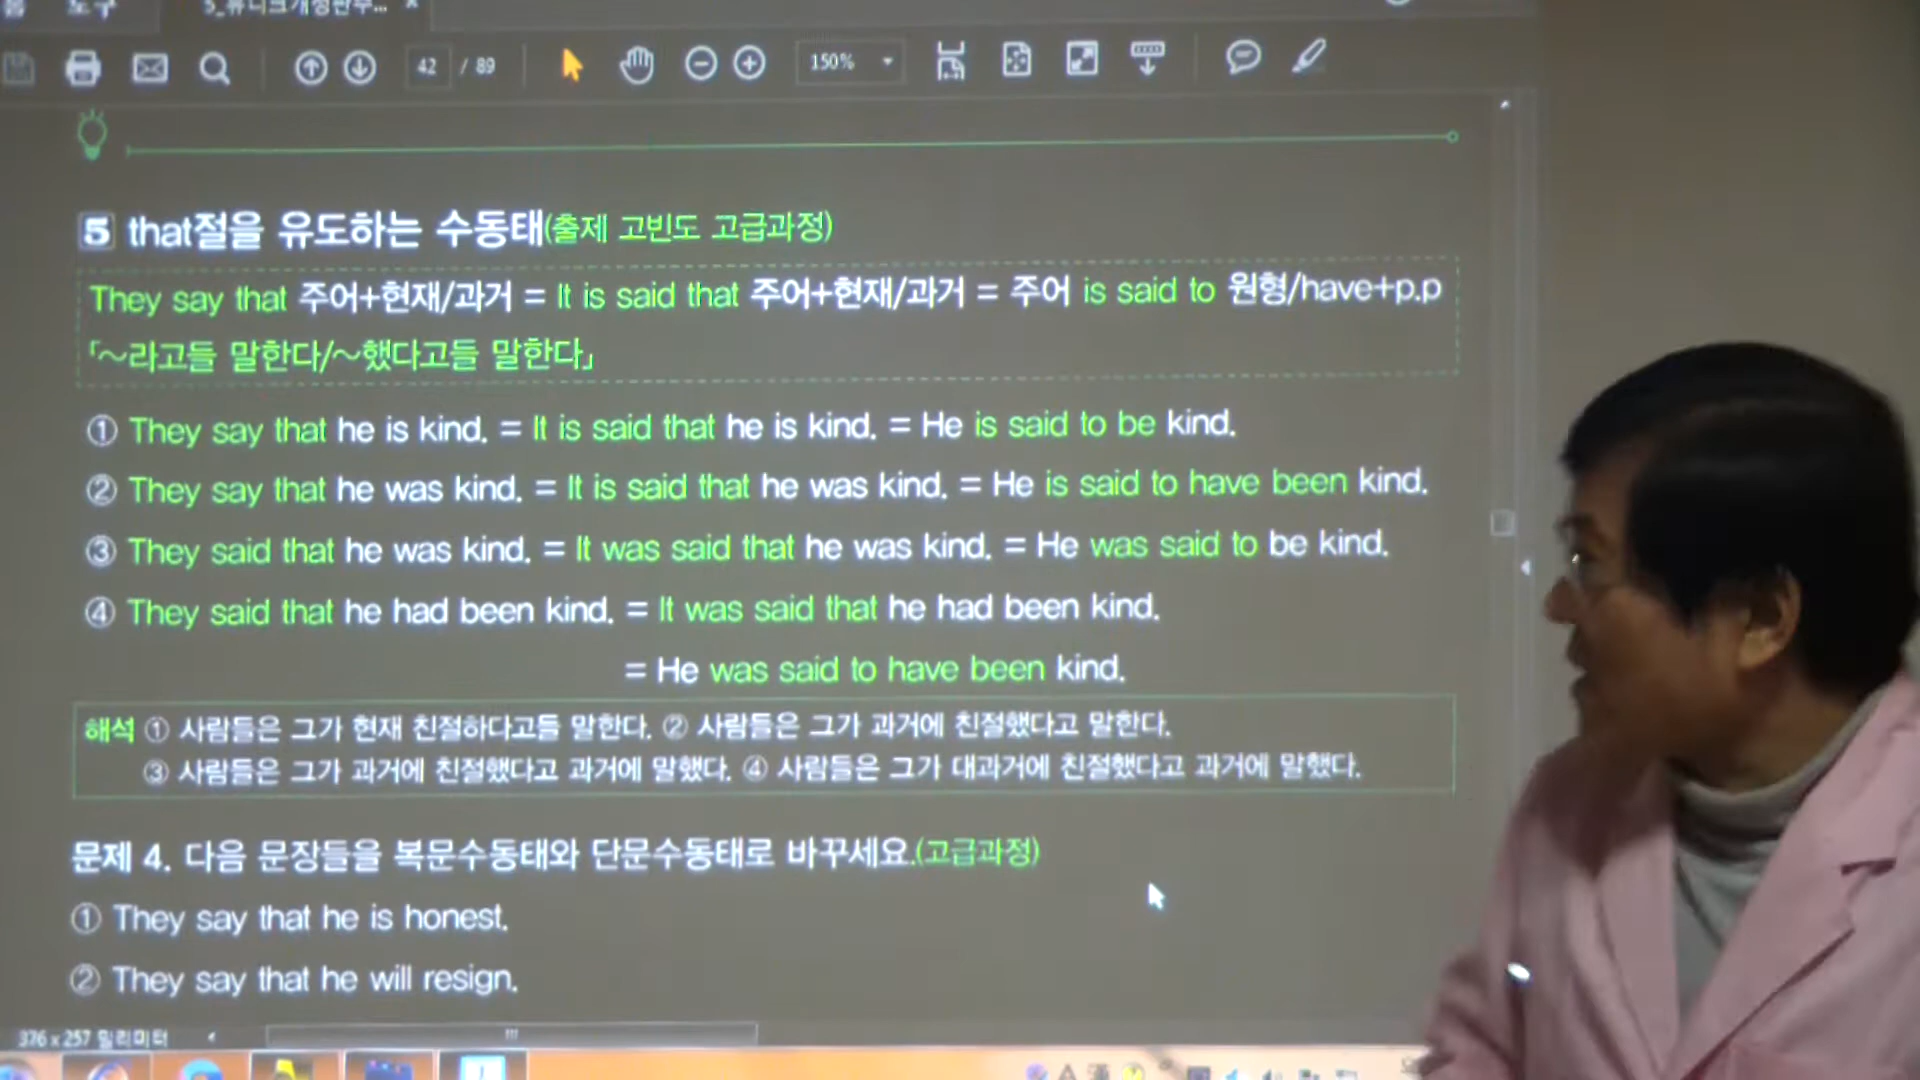 도구
42 / 89
150%
5 that절을 유도하는 수동태(출제 고빈도 고급과정)
They say that 주어+현재/과거 = It is said that 주어+현재/과거 = 주어 is said to 원형/have+p.p
「~라고들 말한다/~했다고들 말한다」
① They say that he is kind. = It is said that he is kind. = He is said to be kind.
② They say that he was kind. = It is said that he was kind. = He is said to have been kind.
③ They said that he was kind. = It was said that he was kind. = He was said to be kind.
④ They said that he had been kind. = It was said that he had been kind.
= He was said to have been kind.
해석 ① 사람들은 그가 현재 친절하다고들 말한다. ② 사람들은 그가 과거에 친절했다고 말한다.
③ 사람들은 그가 과거에 친절했다고 과거에 말했다. ④ 사람들은 그가 대과거에 친절했다고 과거에 말했다.
문제 4. 다음 문장들을 복문수동태와 단문수동태로 바꾸세요.(고급과정)
① They say that he is honest.
② They say that he will resign.
376 x 257 밀리미터